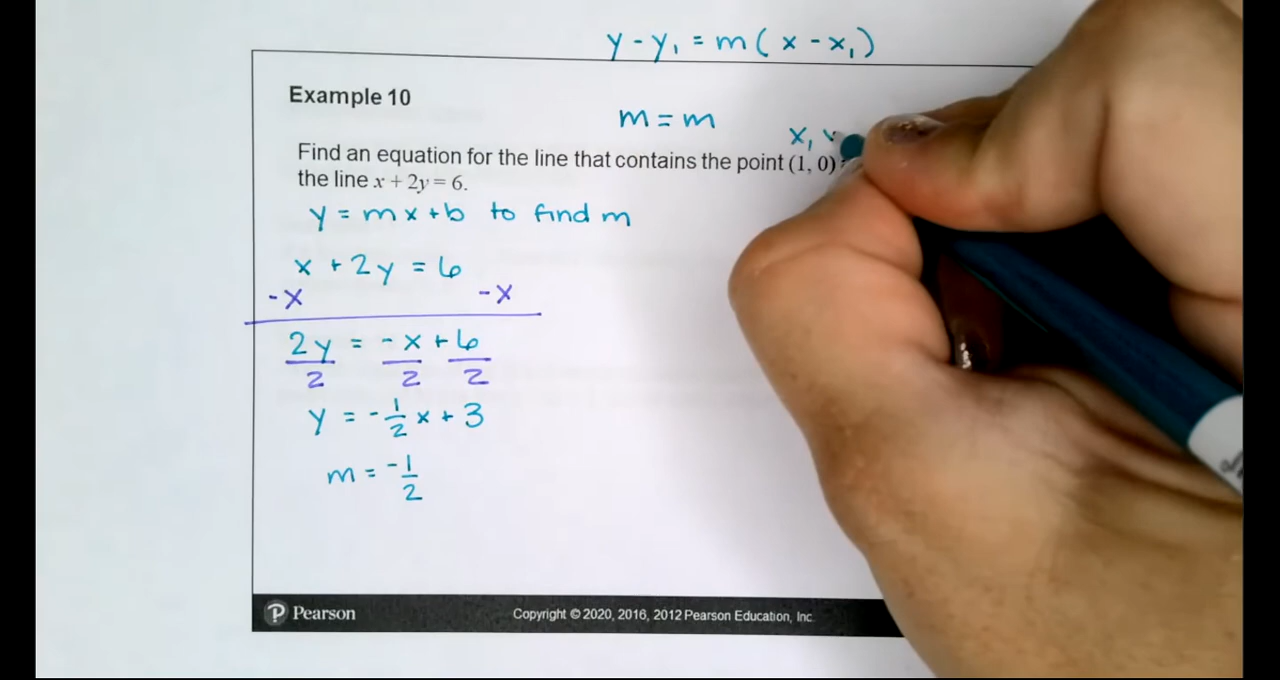 y - y₁ = m ( x - x₁ )
Example 10
m = m
x₁
Find an equation for the line that contains the point (1, 0)
the line x + 2y = 6.
y = mx + b to find m
x + 2y = 6
-x -x
2y = -x + 6
2 2 2
y = -1/2 x + 3
m = -1/2
Pearson
Copyright © 2020, 2016, 2012 Pearson Education, Inc.